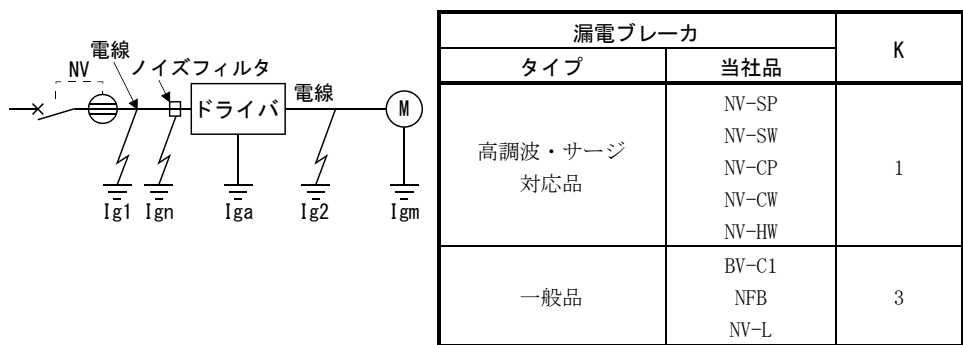 電線
NV
ノイズフィルタ
ドライバ
電線
M
Ig1 Ign Iga Ig2 Igm
漏電ブレーカ
K
タイプ
当社品
高調波・サージ
対応品
NV-SP
NV-SW
NV-CP
NV-CW
NV-HW
1
一般品
BV-C1
NFB
NV-L
3